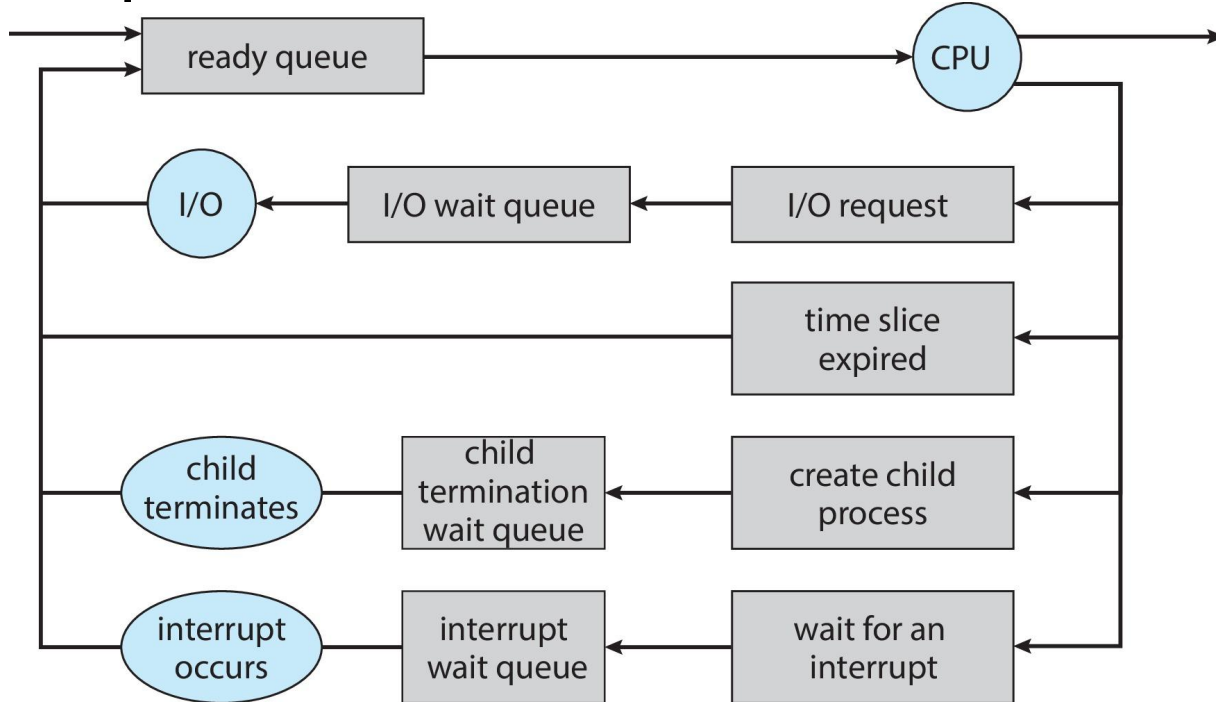 ready queue
CPU
I/O
I/O wait queue
I/O request
time slice
expired
child
terminates
child
termination
wait queue
create child
process
interrupt
occurs
interrupt
wait queue
wait for an
interrupt